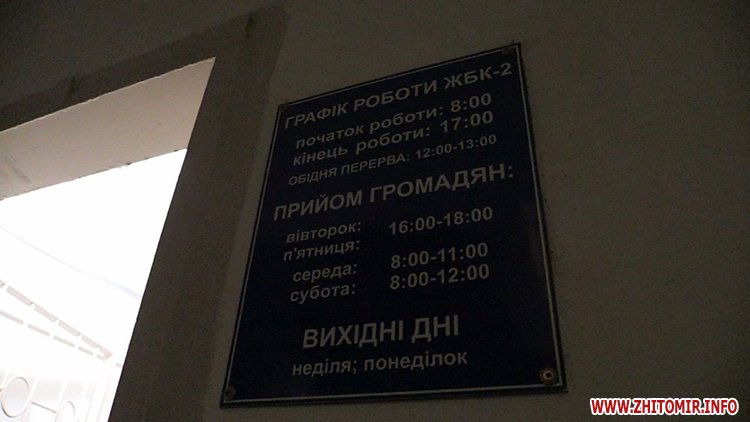 ГРАФІК РОБОТИ ЖБК-2
початок роботи: 8:00
кінець роботи: 17:00
ОБІДНЯ ПЕРЕРВА: 12:00-13:00
ПРИЙОМ ГРОМАДЯН:
вівторок: 16:00-18:00
п'ятниця:
середа: 8:00-11:00
субота: 8:00-12:00
ВИХІДНІ ДНІ
неділя; понеділок
WWW.ZHITOMIR.INFO